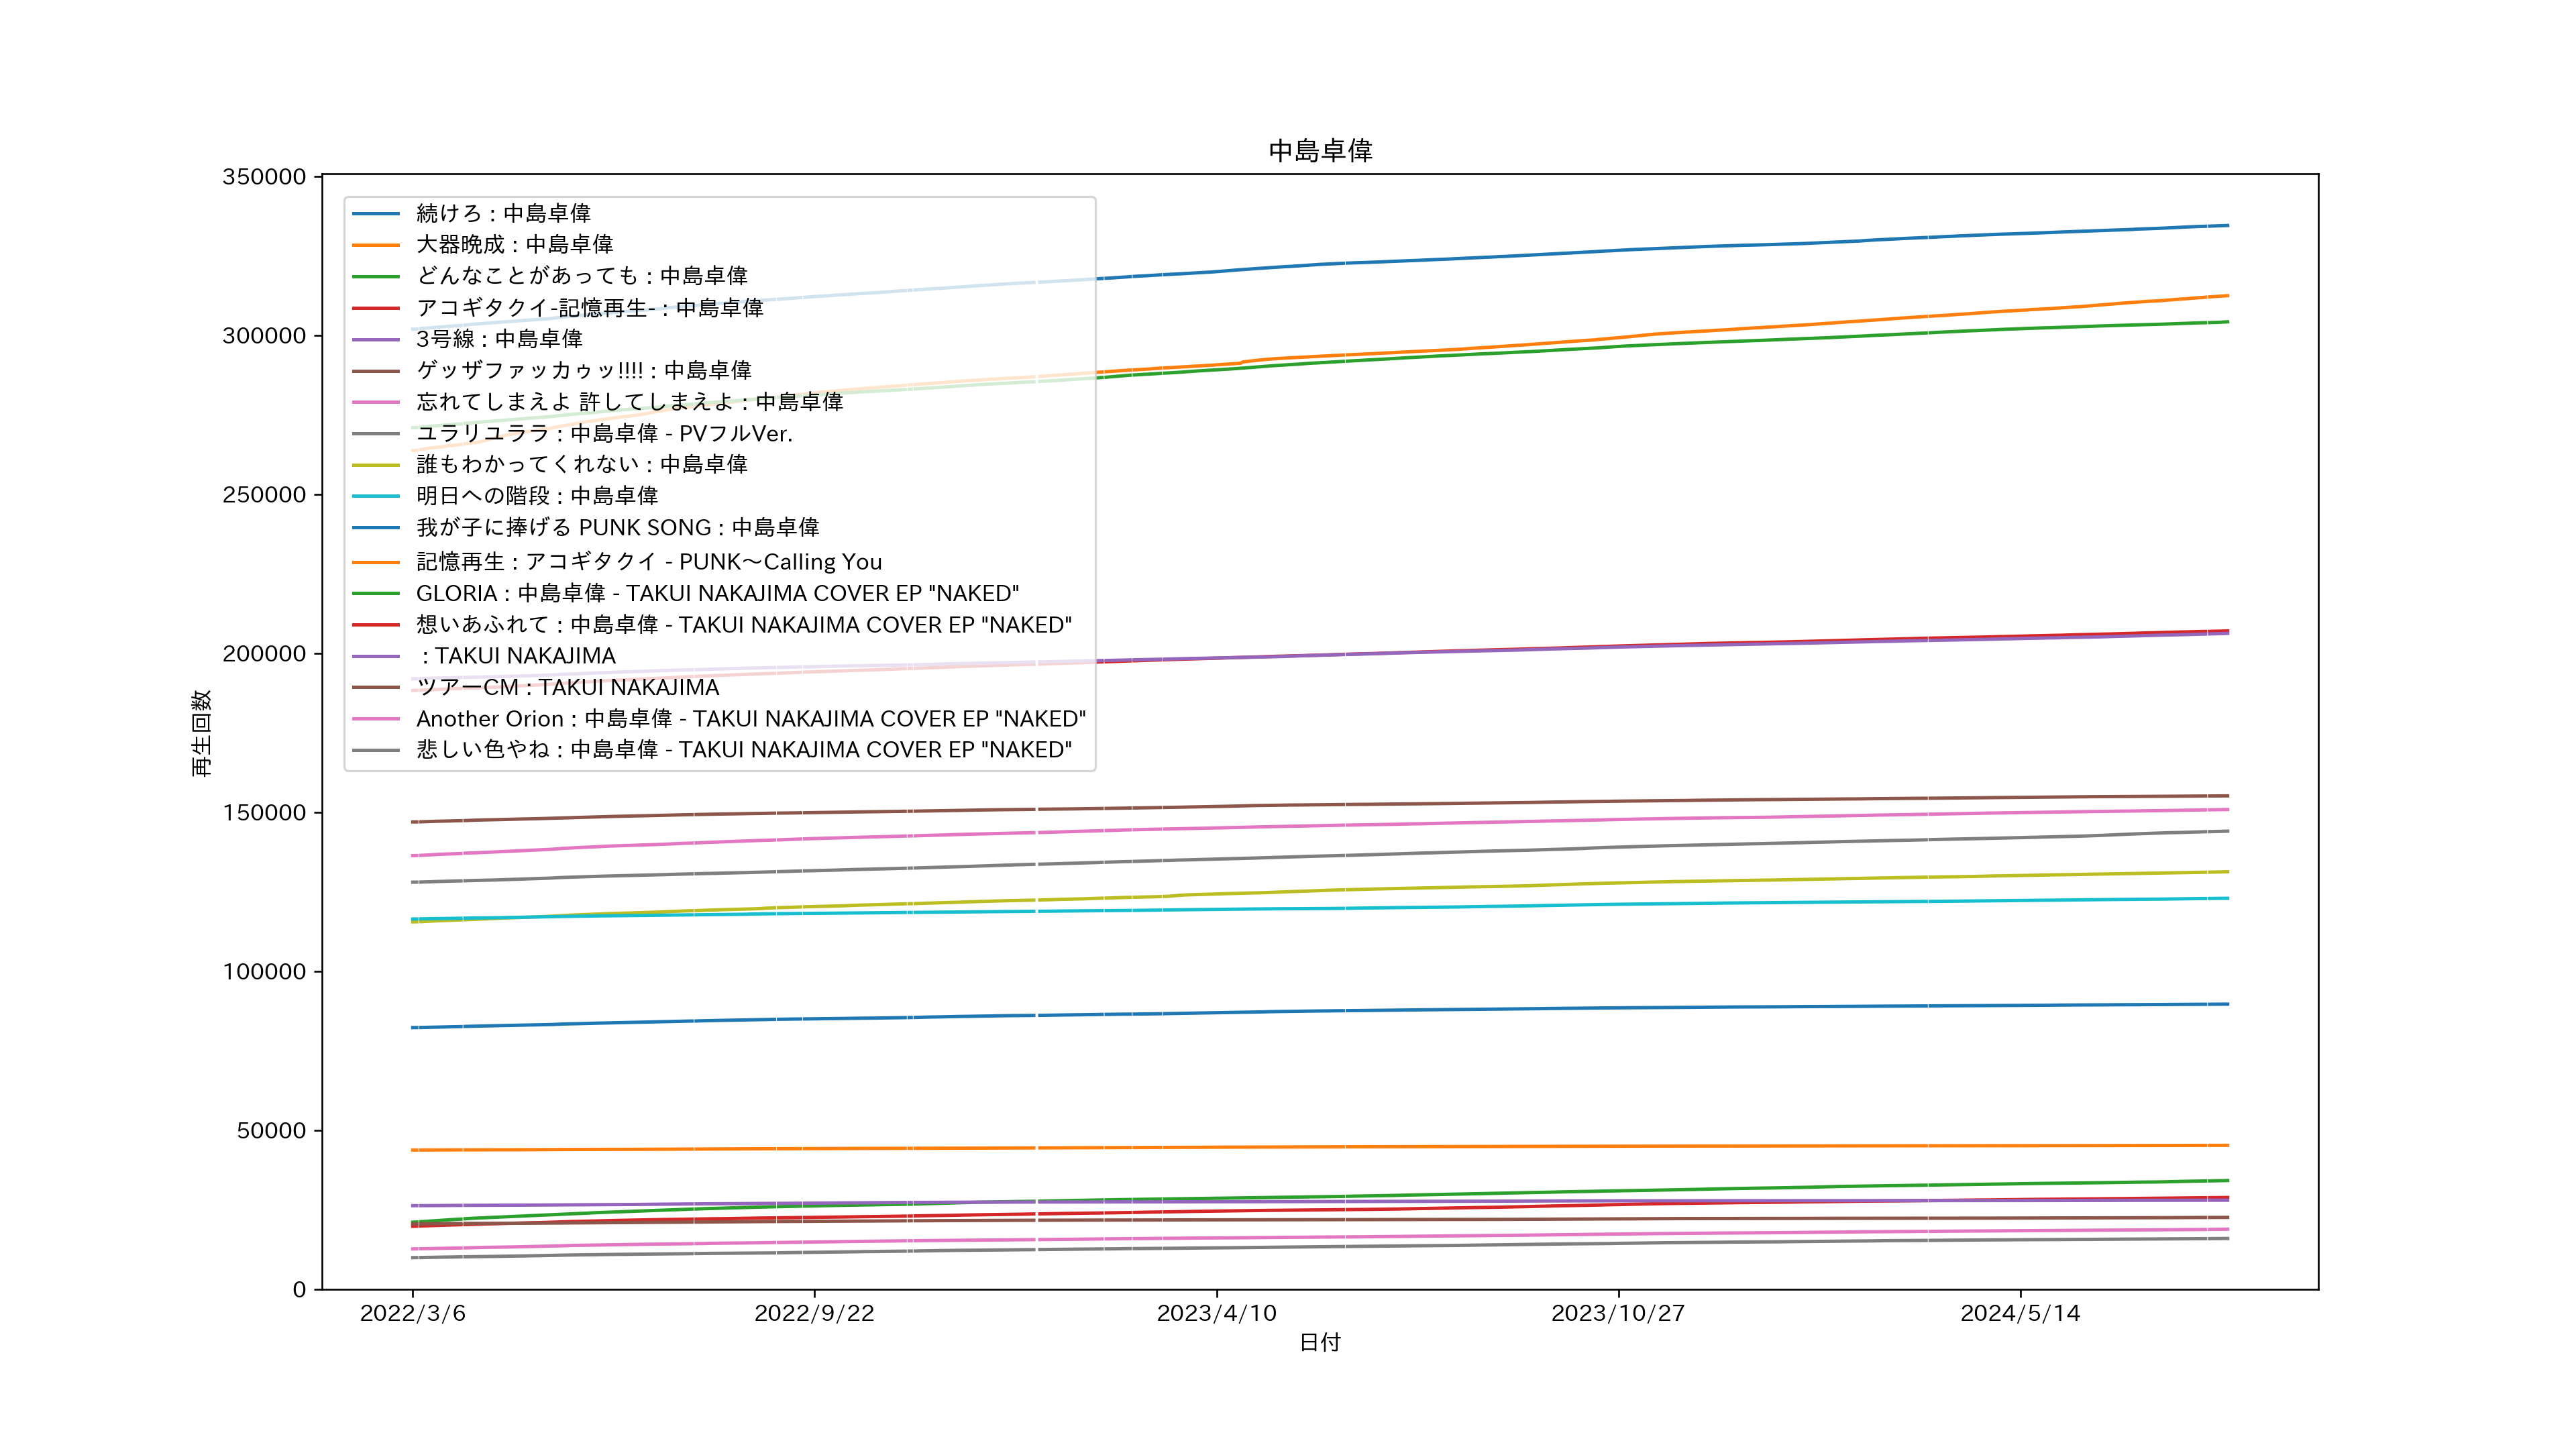 中島卓偉
350000
300000
250000
200000
150000
100000
50000
0
再生回数
続けろ : 中島卓偉
大器晩成 : 中島卓偉
どんなことがあっても : 中島卓偉
アコギタクイ-記憶再生- : 中島卓偉
3号線 : 中島卓偉
ゲッザファッカゥッ!!!! : 中島卓偉
忘れてしまえよ 許してしまえよ : 中島卓偉
ユラリユララ : 中島卓偉 - PVフルVer.
誰もわかってくれない : 中島卓偉
明日への階段 : 中島卓偉
我が子に捧げる PUNK SONG : 中島卓偉
記憶再生 : アコギタクイ - PUNK〜Calling You
GLORIA : 中島卓偉 - TAKUI NAKAJIMA COVER EP "NAKED"
想いあふれて : 中島卓偉 - TAKUI NAKAJIMA COVER EP "NAKED"
: TAKUI NAKAJIMA
ツアーCM : TAKUI NAKAJIMA
Another Orion : 中島卓偉 - TAKUI NAKAJIMA COVER EP "NAKED"
悲しい色やね : 中島卓偉 - TAKUI NAKAJIMA COVER EP "NAKED"
2022/3/6
2022/9/22
2023/4/10
2023/10/27
2024/5/14
日付